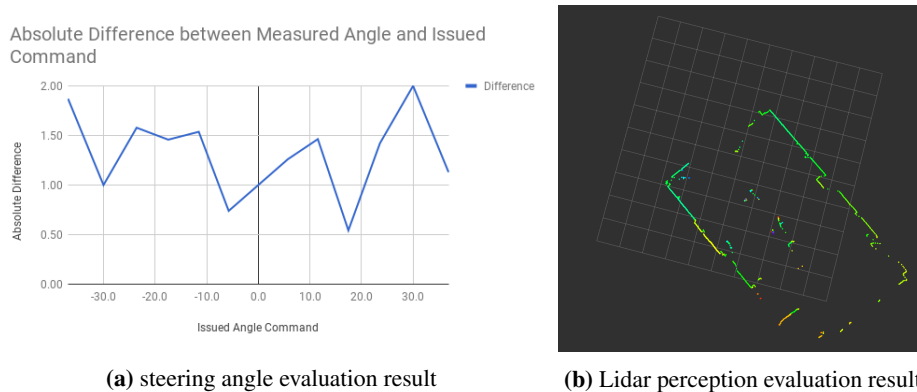 Absolute Difference between Measured Angle and Issued
Command
2.00
Difference
1.50
1.00
0.50
0.00
Absolute Difference
-30.0 -20.0 -10.0 0.0 10.0 20.0 30.0
Issued Angle Command
(a) steering angle evaluation result
(b) Lidar perception evaluation result